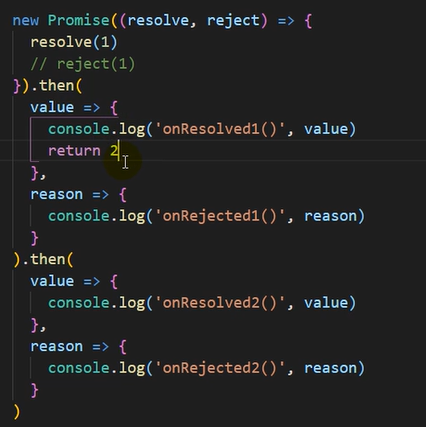 new Promise((resolve, reject) => {
  resolve(1)
  // reject(1)
}).then(
  value => {
    console.log('onResolved1()', value)
    return 2
  },
  reason => {
    console.log('onRejected1()', reason)
  }
).then(
  value => {
    console.log('onResolved2()', value)
  },
  reason => {
    console.log('onRejected2()', reason)
  }
)